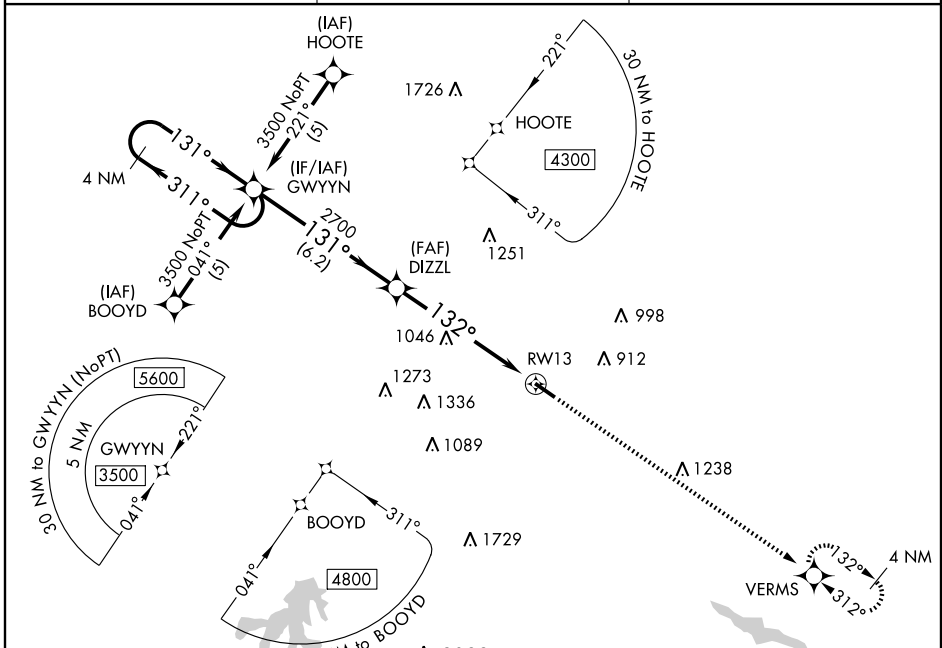 (IAF)
HOOTE
3500 NoPT
221°
(5)
1726
221°
30 NM to HOOTE
HOOTE
4300
311°
131°
4 NM
311°
(IF/IAF)
GWYYN
2700
131°
(6.2)
1251
3500 NoPT
041°
(5)
(IAF)
BOOYD
(FAF)
DIZZL
132°
1046
998
RW13
912
30 NM to GWYYN (NoPT)
5600
5 NM
221°
GWYYN
3500
041°
1273
1336
1089
1238
BOOYD
311°
041°
4800
M to BOOYD
1729
132°
4 NM
VERMS
312°